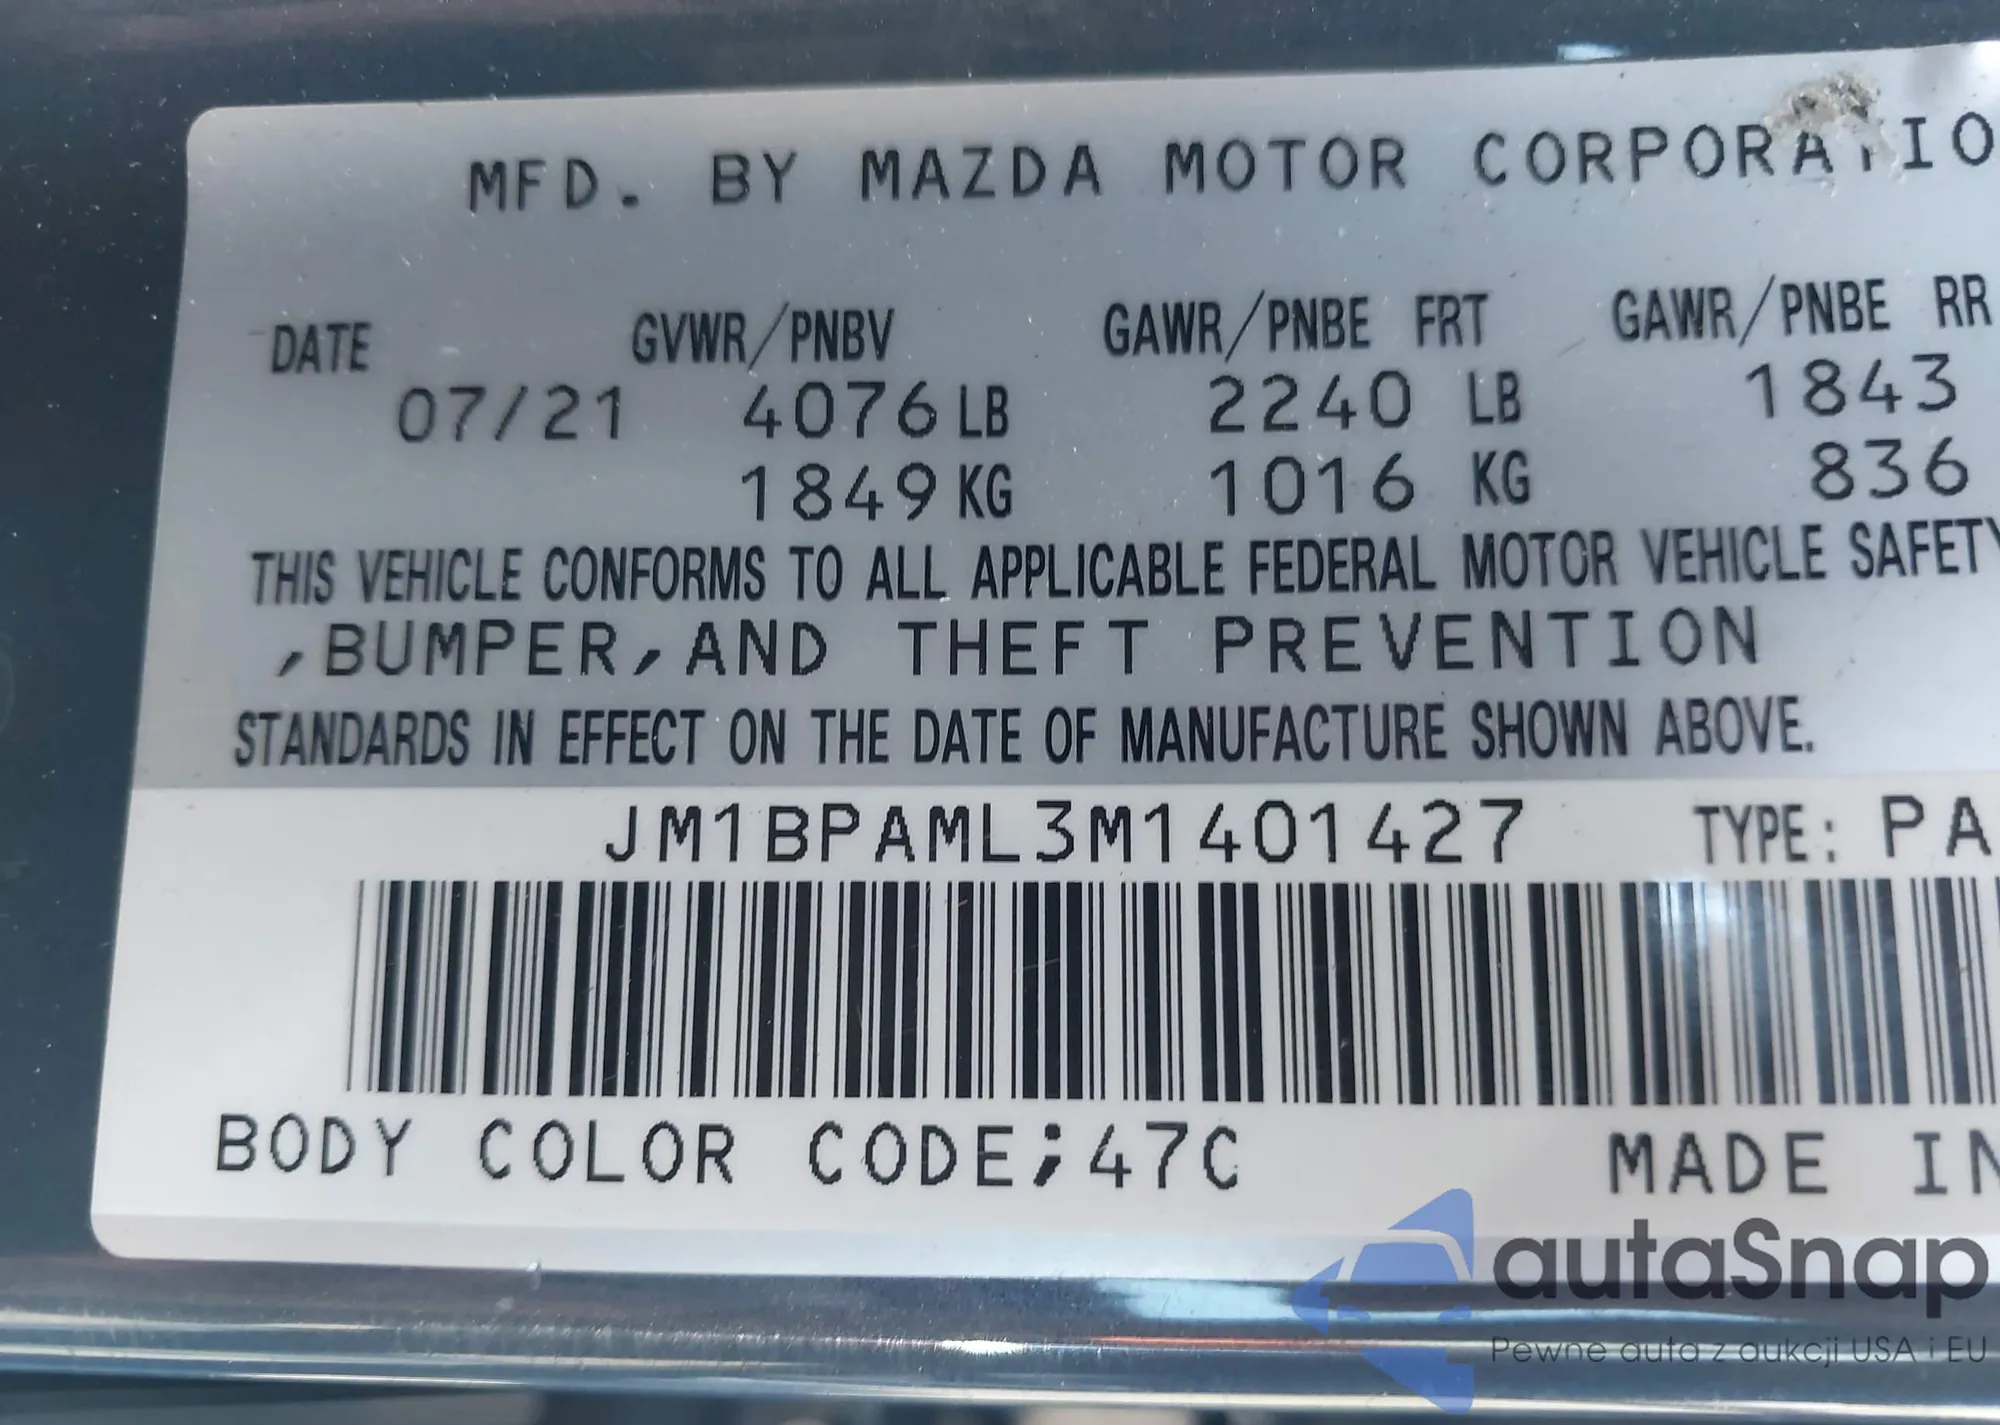 MFD. BY MAZDA MOTOR CORPORATIO
DATE GVWR/PNBV GAWR/PNBE FRT GAWR/PNBE RR
07/21 4076 LB 2240 LB 1843
1849 KG 1016 KG 836
THIS VEHICLE CONFORMS TO ALL APPLICABLE FEDERAL MOTOR VEHICLE SAFETY
,BUMPER,AND THEFT PREVENTION
STANDARDS IN EFFECT ON THE DATE OF MANUFACTURE SHOWN ABOVE.
JM1BPAML3M1401427 TYPE: PA
BODY COLOR CODE;47C MADE IN
autaSnap
Pewne auta z aukcji USA i EU